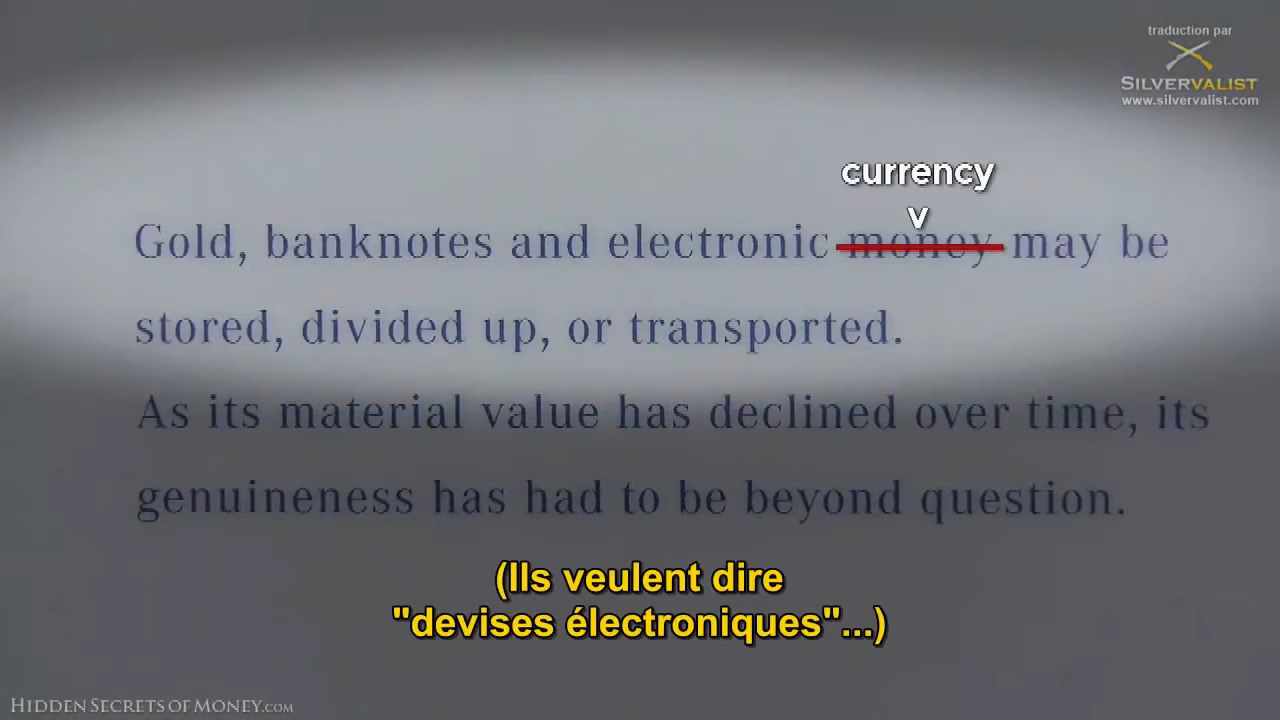 traduction par
SILVERVALIST
www.silvervalist.com
currency
v
Gold, banknotes and electronic money may be
stored, divided up, or transported.
As its material value has declined over time, its
genuineness has had to be beyond question.
(Ils veulent dire
"devises électroniques"...)
HIDDEN SECRETS OF MONEY.COM